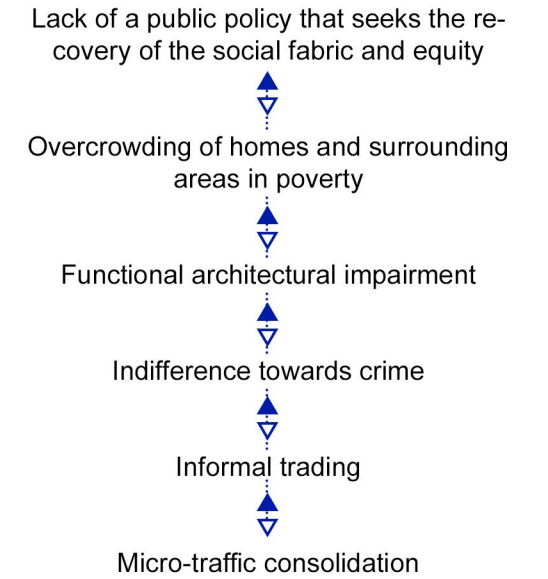 Lack of a public policy that seeks the re-
covery of the social fabric and equity
Overcrowding of homes and surrounding
areas in poverty
Functional architectural impairment
Indifference towards crime
Informal trading
Micro-traffic consolidation